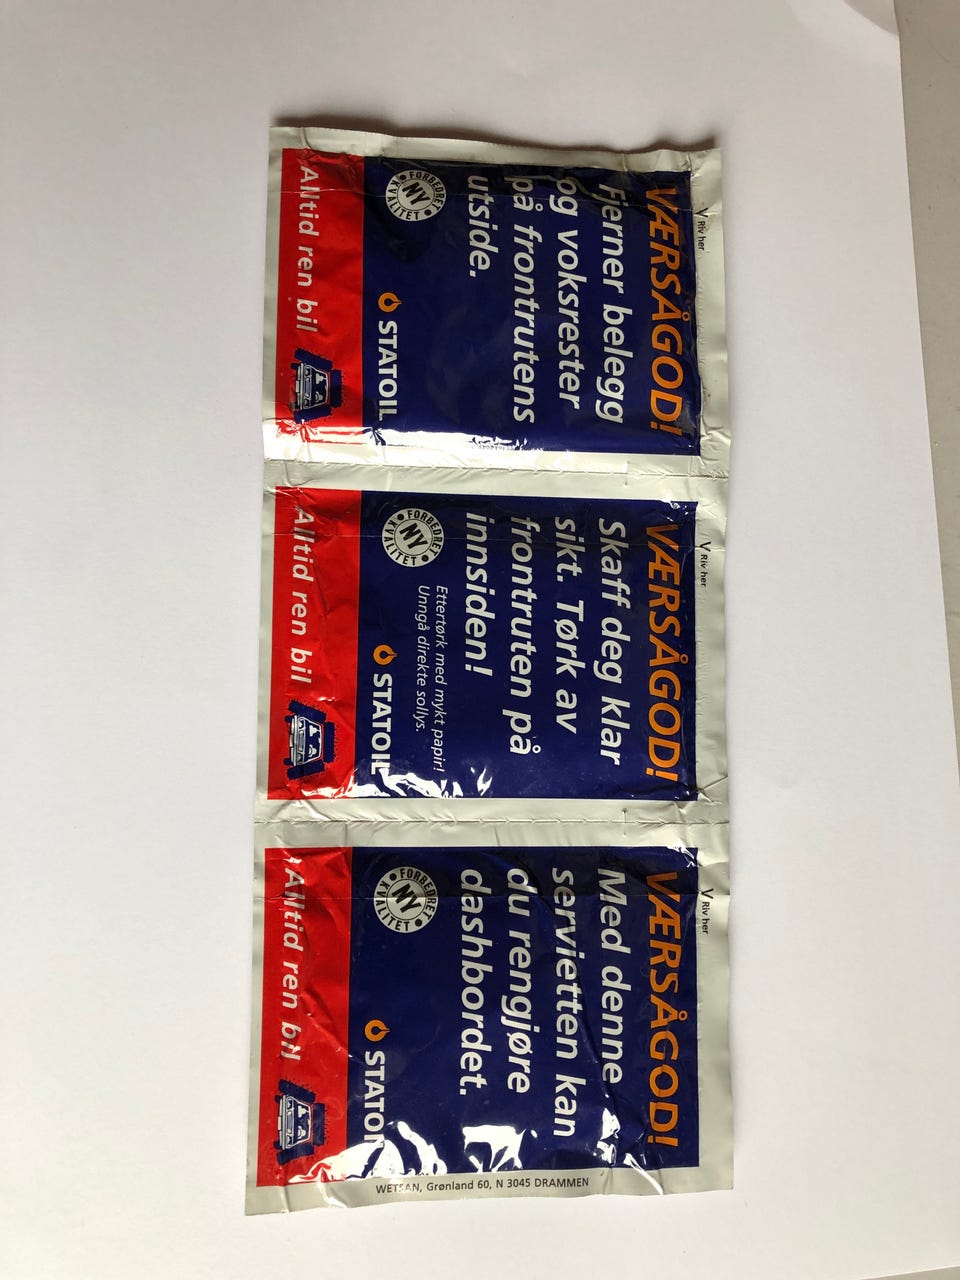 V Riv her
VÆRSÅGOD!
Fjerner belegg
og voksrester
på frontrutens
utside.
FORBEDRET
NY
KVALITET
STATOIL
Alltid ren bil
V Riv her
VÆRSÅGOD!
Skaff deg klar
sikt. Tørk av
frontruten på
innsiden!
Ettertørk med mykt papir!
Unngå direkte sollys.
FORBEDRET
NY
KVALITET
STATOIL
Alltid ren bil
V Riv her
VÆRSÅGOD!
Med denne
servietten kan
du rengjøre
dashbordet.
FORBEDRET
NY
KVALITET
STATOIL
Alltid ren bil
WETSAN, Grønland 60, N 3045 DRAMMEN